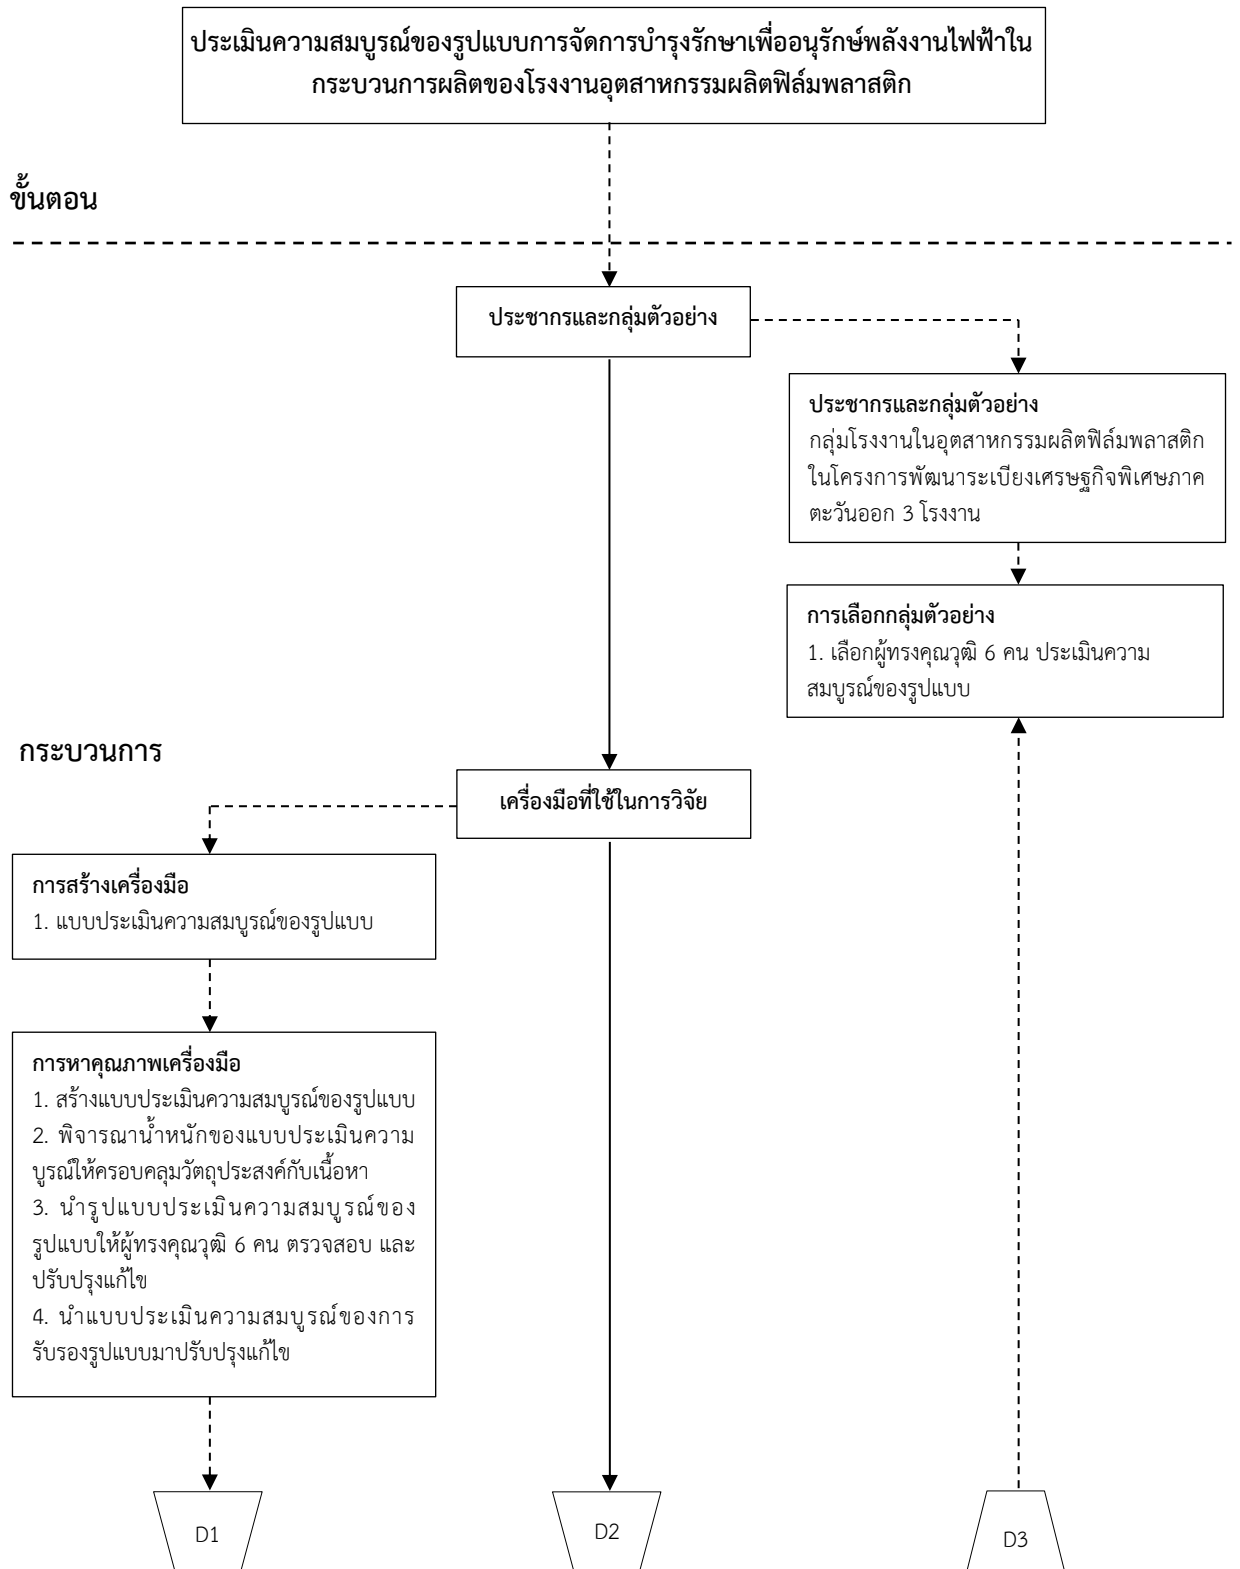 ประเมินความสมบูรณ์ของรูปแบบการจัดการบำรุงรักษาเพื่ออนุรักษ์พลังงานไฟฟ้าใน
กระบวนการผลิตของโรงงานอุตสาหกรรมผลิตฟิล์มพลาสติก
ขั้นตอน
ประชากรและกลุ่มตัวอย่าง
ประชากรและกลุ่มตัวอย่าง
กลุ่มโรงงานในอุตสาหกรรมผลิตฟิล์มพลาสติก
ในโครงการพัฒนาระเบียงเศรษฐกิจพิเศษภาค
ตะวันออก 3 โรงงาน
การเลือกกลุ่มตัวอย่าง
1. เลือกผู้ทรงคุณวุฒิ 6 คน ประเมินความ
สมบูรณ์ของรูปแบบ
กระบวนการ
เครื่องมือที่ใช้ในการวิจัย
การสร้างเครื่องมือ
1. แบบประเมินความสมบูรณ์ของรูปแบบ
การหาคุณภาพเครื่องมือ
1. สร้างแบบประเมินความสมบูรณ์ของรูปแบบ
2. พิจารณาน้ำหนักของแบบประเมินความ
บูรณ์ให้ครอบคลุมวัตถุประสงค์กับเนื้อหา
3. นำรูปแบบประเมินความสมบูรณ์ของ
รูปแบบให้ผู้ทรงคุณวุฒิ 6 คน ตรวจสอบ และ
ปรับปรุงแก้ไข
4. นำแบบประเมินความสมบูรณ์ของการ
รับรองรูปแบบมาปรับปรุงแก้ไข
D1
D2
D3